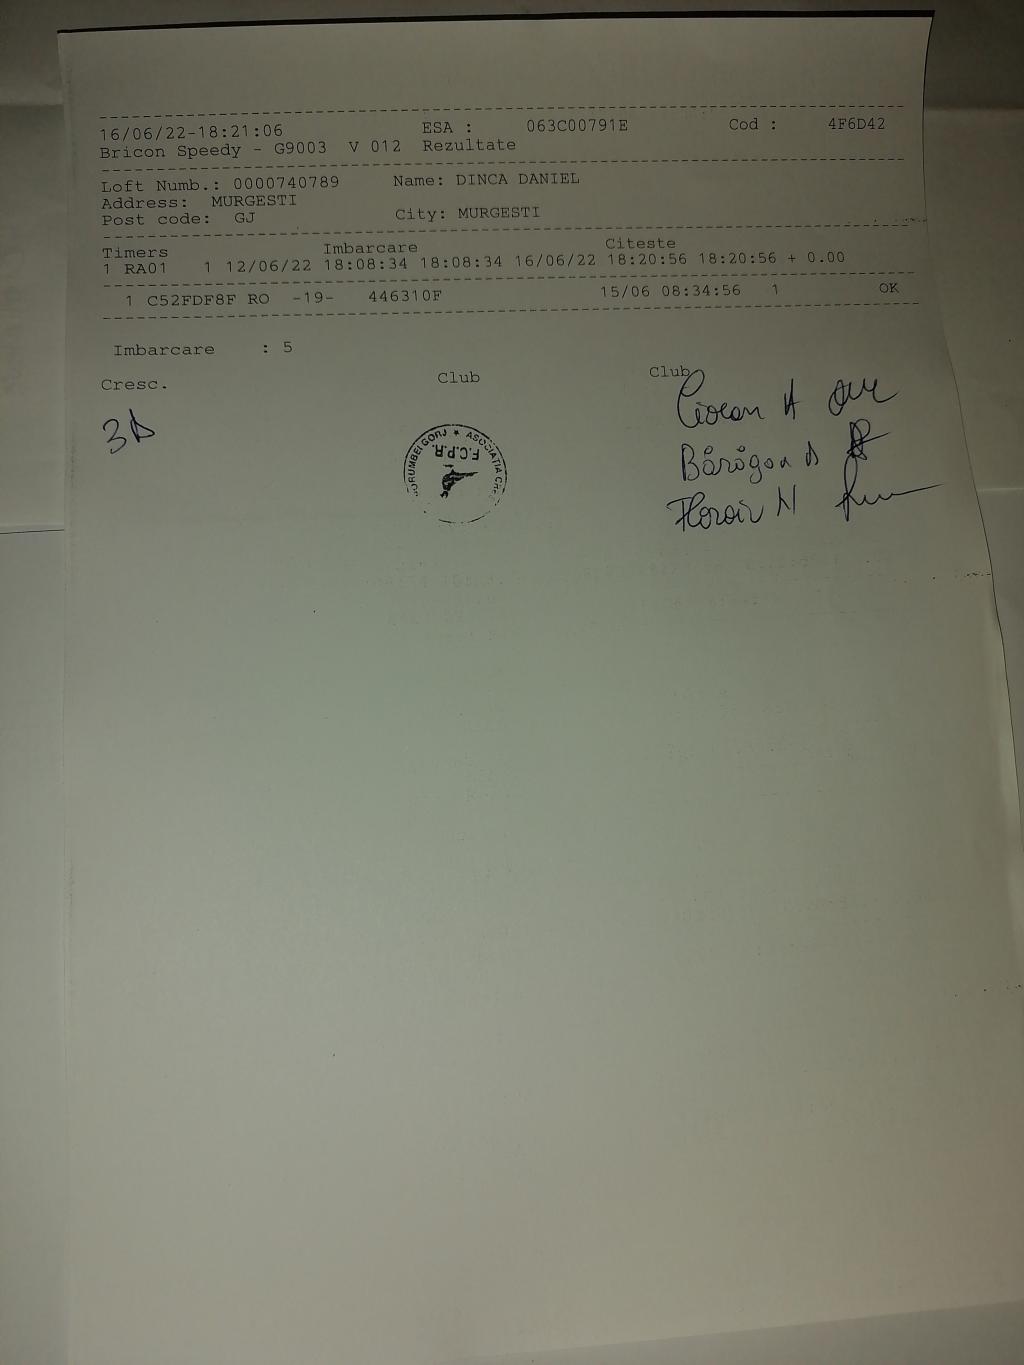 16/06/22-18:21:06 ESA : 063C00791E Cod : 4F6D42
Bricon Speedy - G9003 V 012 Rezultate
Loft Numb.: 0000740789 Name: DINCA DANIEL
Address: MURGESTI
Post code: GJ City: MURGESTI
Timers Imbarcare Citeste
1 RA01 1 12/06/22 18:08:34 18:08:34 16/06/22 18:20:56 18:20:56 + 0.00
1 C52FDF8F RO -19- 446310F 15/06 08:34:56 1 OK
Imbarcare : 5
Cresc. Club Club
ORUMBEI GORJ * ASOCIATIA
F.C.P.R.